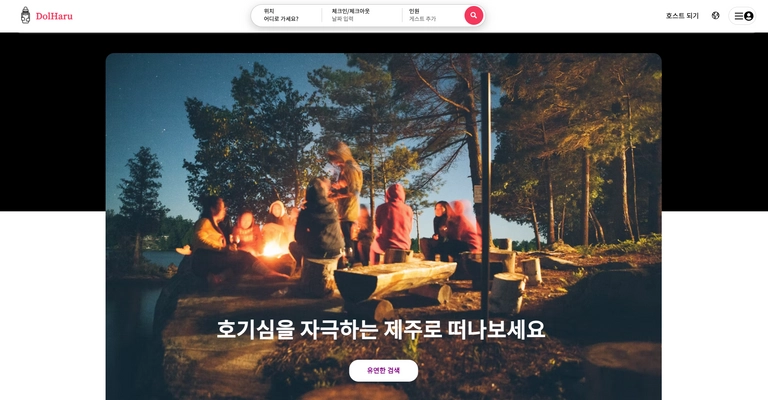 DolHaru
위치
어디로 가세요?
체크인/체크아웃
날짜 입력
인원
게스트 추가
호스트 되기
호기심을 자극하는 제주로 떠나보세요
유연한 검색